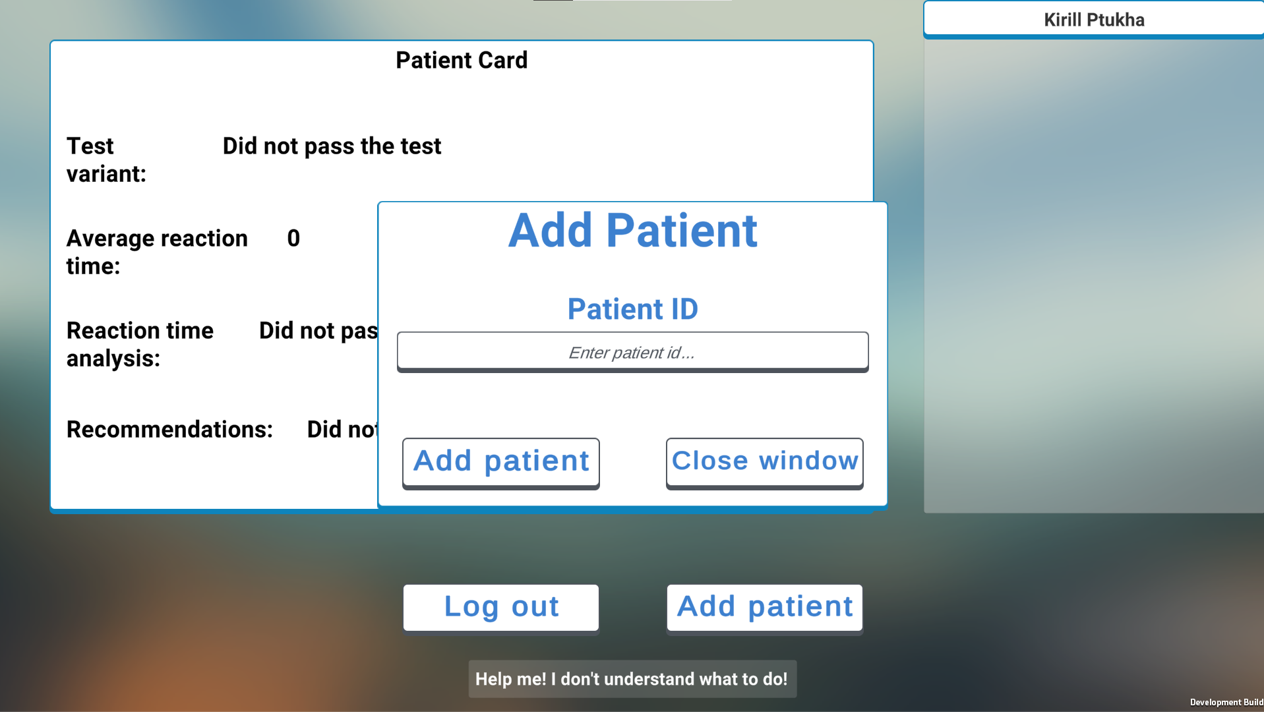 Kirill Ptukha
Patient Card
Test
variant:
Did not pass the test
Average reaction
time:
0
Reaction time
analysis:
Did not pas
Recommendations:
Did not
Add Patient
Patient ID
Enter patient id...
Add patient
Close window
Log out
Add patient
Help me! I don't understand what to do!
Development Build